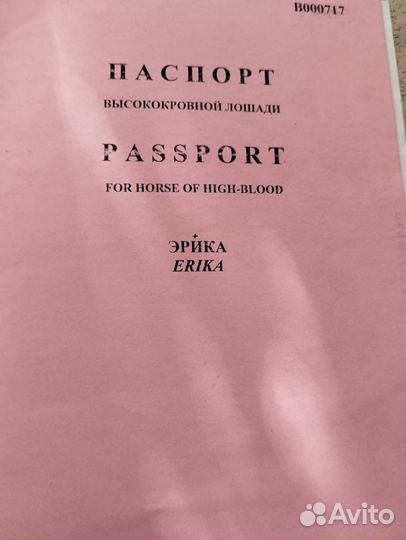 B000717
ПАСПОРТ
ВЫСОКОКРОВНОЙ ЛОШАДИ
PASSPORT
FOR HORSE OF HIGH-BLOOD
+
ЭРИКА
ERIKA
Avito